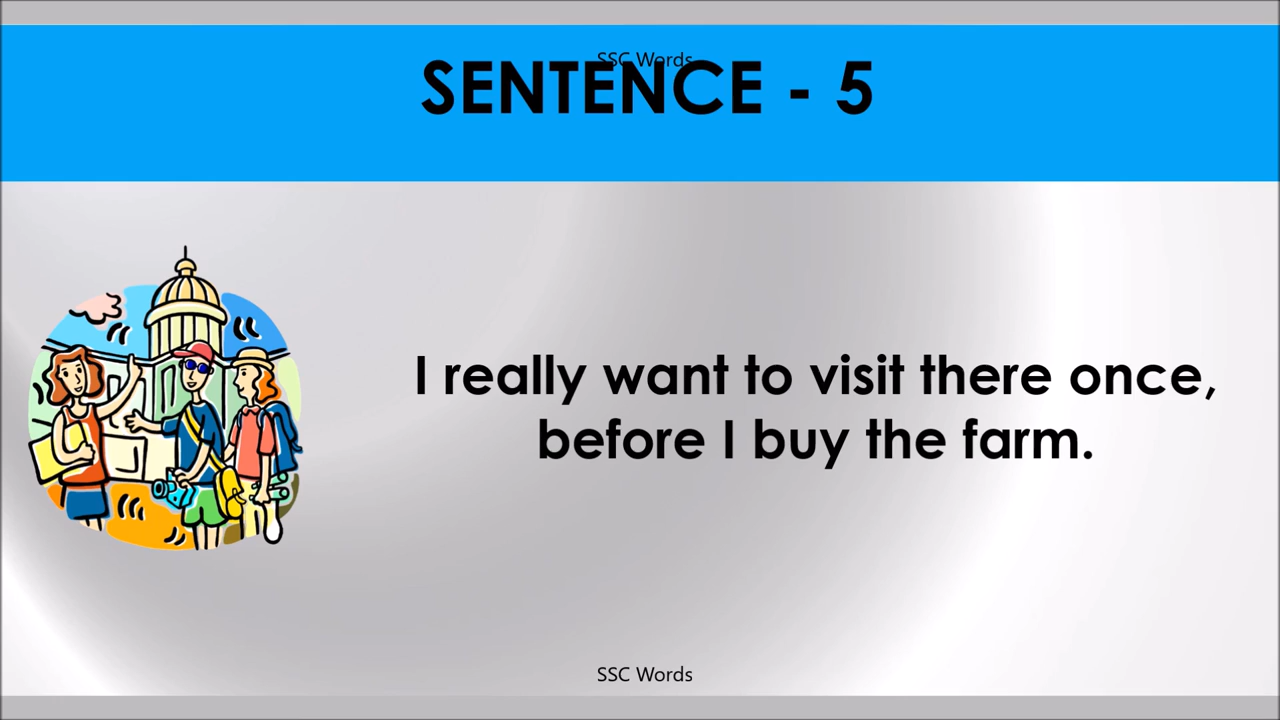 SSC Words
SENTENCE - 5
I really want to visit there once,
before I buy the farm.
SSC Words